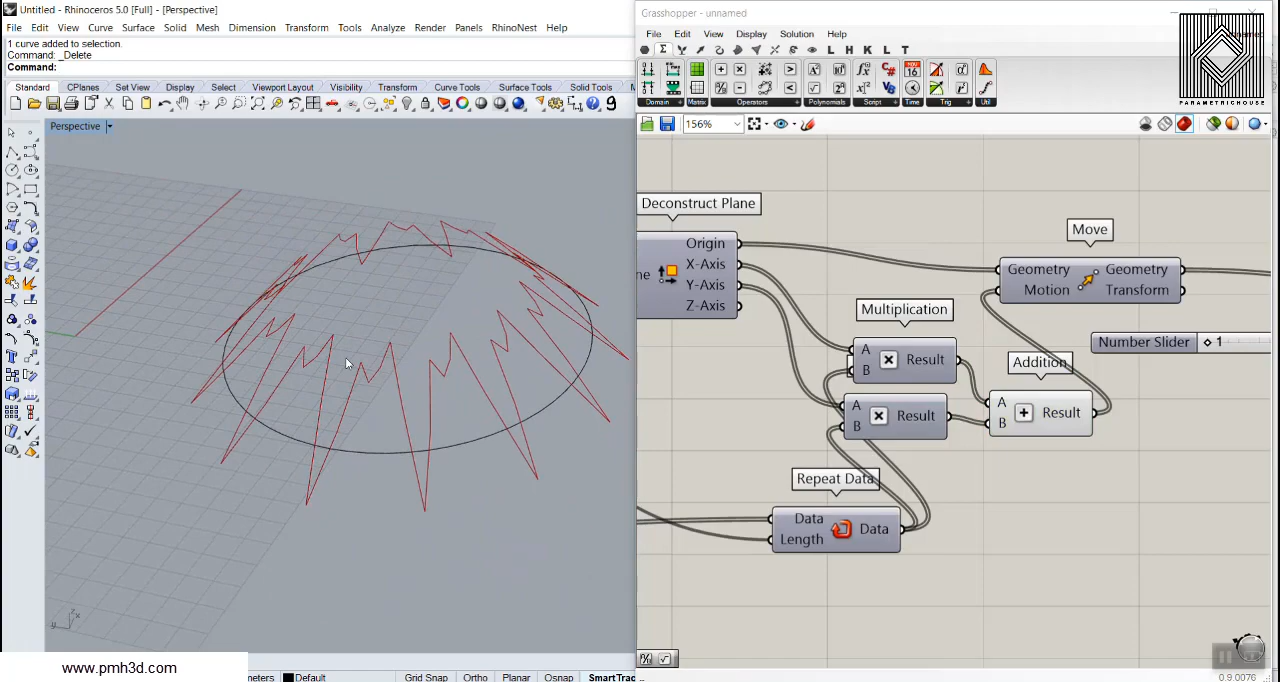 Untitled - Rhinoceros 5.0 [Full] - [Perspective]
File Edit View Curve Surface Solid Mesh Dimension Transform Tools Analyze Render Panels RhinoNest Help
1 curve added to selection.
Command: _Delete
Command:
Standard CPlanes Set View Display Select Viewport Layout Visibility Transform Curve Tools Surface Tools Solid Tools
Perspective
Grasshopper - unnamed
File Edit View Display Solution Help
L H K L T
Domain Matrix Operators Polynomials Script Time Trig Util
156%
PARAMETRICHOUSE
Deconstruct Plane
ne
Origin
X-Axis
Y-Axis
Z-Axis
Move
Geometry Geometry
Motion Transform
Multiplication
A
B
Result
Number Slider 1
Addition
A
B
Result
A
B
Result
Repeat Data
Data
Length
Data
z x
y
www.pmh3d.com
meters Default Grid Snap Ortho Planar Osnap SmartTrac
0.9.0076